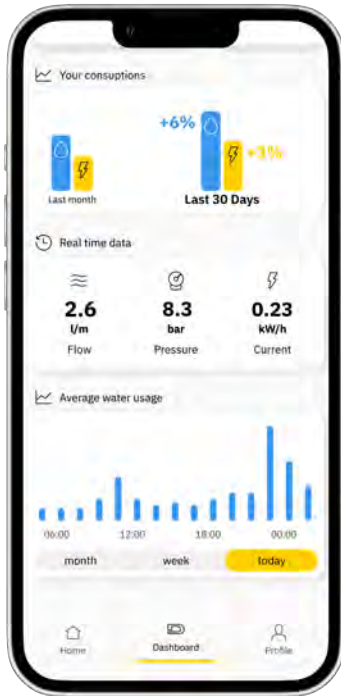 Your consuptions
+6%
+3%
Last month
Last 30 Days
Real time data
2.6 8.3 0.23
l/m bar kW/h
Flow Pressure Current
Average water usage
06:00 12:00 18:00 00:00
month week today
Home Dashboard Profile